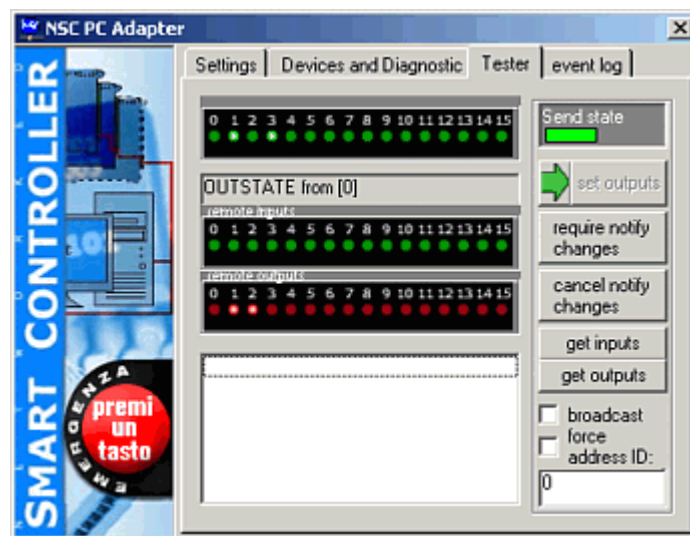 NSC PC Adapter
Settings
Devices and Diagnostic
Tester
event log
SMART CONTROLLER
0 1 2 3 4 5 6 7 8 9 10 11 12 13 14 15
Send state
OUTSTATE from [0]
set outputs
remote inputs
0 1 2 3 4 5 6 7 8 9 10 11 12 13 14 15
require notify
changes
remote outputs
0 1 2 3 4 5 6 7 8 9 10 11 12 13 14 15
cancel notify
changes
get inputs
get outputs
EMERGENZA
premi
un
tasto
broadcast
force
address ID:
0